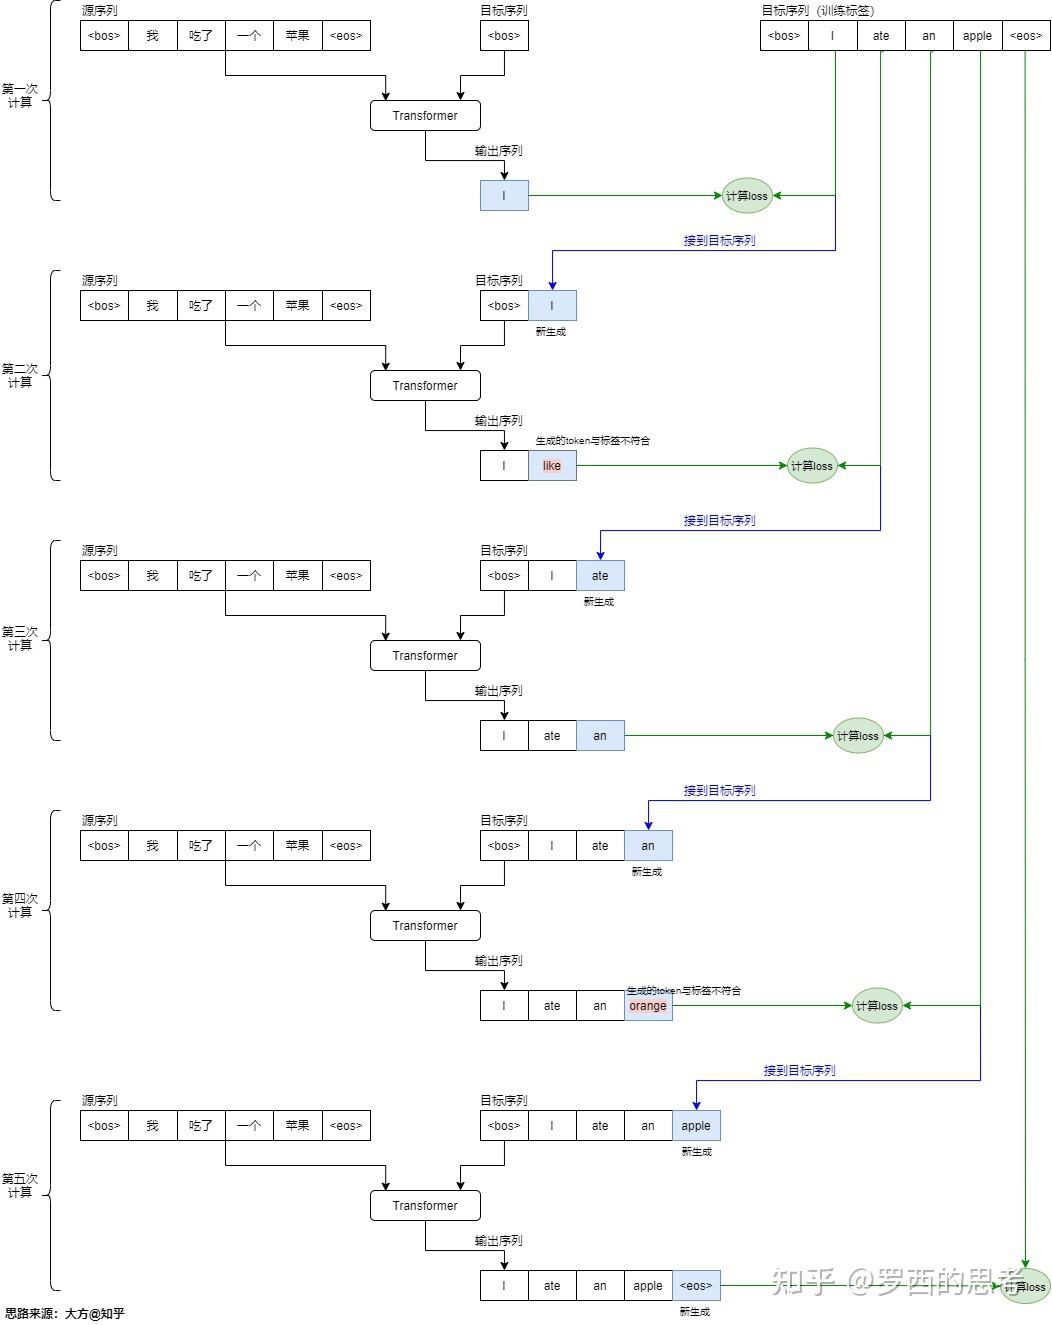 源序列 目标序列 目标序列（训练标签）
<bos> 我 吃了 一个 苹果 <eos> <bos> <bos> I ate an apple <eos>
第一次
计算
Transformer
输出序列
I 计算loss
接到目标序列
源序列 目标序列
<bos> 我 吃了 一个 苹果 <eos> <bos> I
新生成
第二次
计算
Transformer
输出序列
生成的token与标签不符合
I like 计算loss
接到目标序列
源序列 目标序列
<bos> 我 吃了 一个 苹果 <eos> <bos> I ate
新生成
第三次
计算
Transformer
输出序列
I ate an 计算loss
接到目标序列
源序列 目标序列
<bos> 我 吃了 一个 苹果 <eos> <bos> I ate an
新生成
第四次
计算
Transformer
输出序列
生成的token与标签不符合
I ate an orange 计算loss
接到目标序列
源序列 目标序列
<bos> 我 吃了 一个 苹果 <eos> <bos> I ate an apple
新生成
第五次
计算
Transformer
输出序列
I ate an apple <eos> 计算loss
新生成
知乎 @罗西的思考
思路来源：大方@知乎